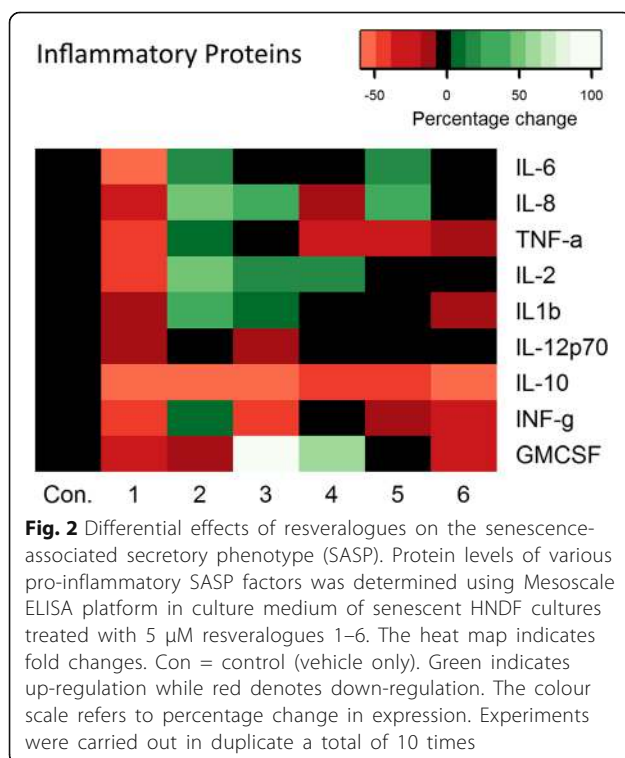 Inflammatory Proteins
-50 0 50 100
Percentage change
IL-6
IL-8
TNF-a
IL-2
IL1b
IL-12p70
IL-10
INF-g
GMCSF
Con. 1 2 3 4 5 6
Fig. 2 Differential effects of resveralogues on the senescence-
associated secretory phenotype (SASP). Protein levels of various
pro-inflammatory SASP factors was determined using Mesoscale
ELISA platform in culture medium of senescent HNDF cultures
treated with 5 μM resveralogues 1–6. The heat map indicates
fold changes. Con = control (vehicle only). Green indicates
up-regulation while red denotes down-regulation. The colour
scale refers to percentage change in expression. Experiments
were carried out in duplicate a total of 10 times